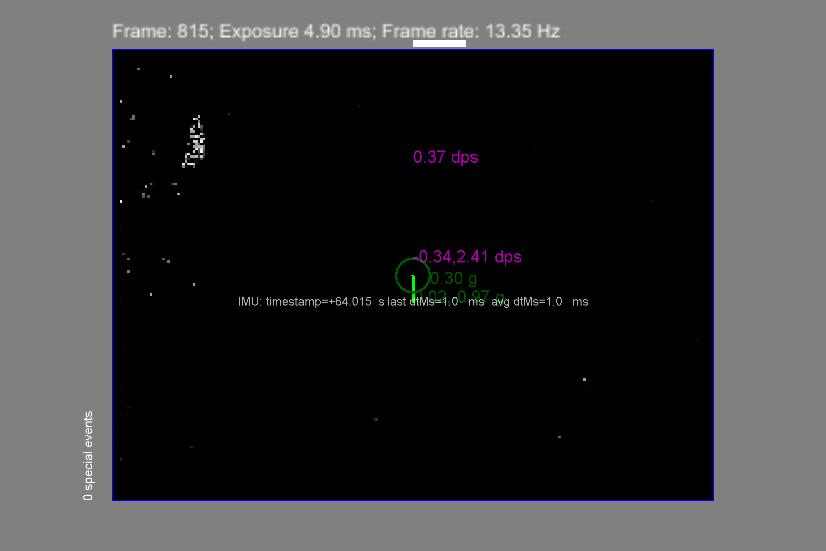 Frame: 815; Exposure 4.90 ms; Frame rate: 13.35 Hz
0.37 dps
-0.34,2.41 dps
0.30 g
0.97 g
IMU: timestamp=+64.015 s last dtMs=1.0 ms avg dtMs=1.0 ms
0 special events